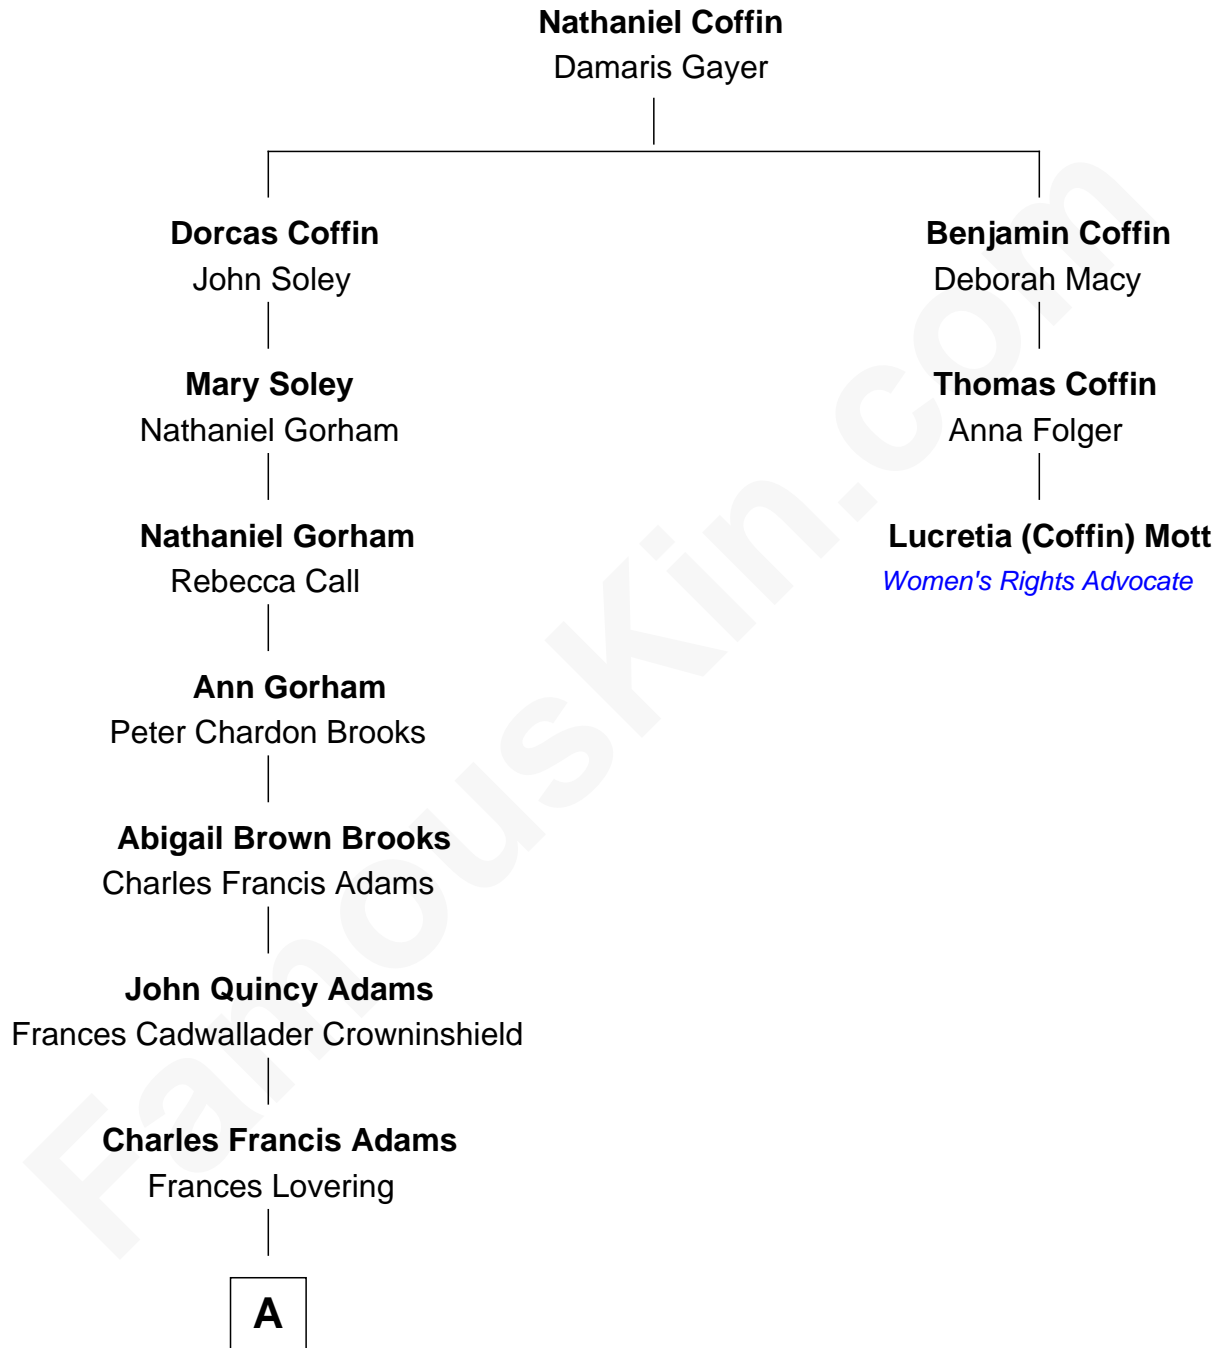 Nathaniel Coffin
Damaris Gayer
Dorcas Coffin
John Soley
Benjamin Coffin
Deborah Macy
Mary Soley
Nathaniel Gorham
Thomas Coffin
Anna Folger
Nathaniel Gorham
Rebecca Call
Lucretia (Coffin) Mott
Women's Rights Advocate
Ann Gorham
Peter Chardon Brooks
Abigail Brown Brooks
Charles Francis Adams
John Quincy Adams
Frances Cadwallader Crowninshield
Charles Francis Adams
Frances Lovering
A
FamousKin.com